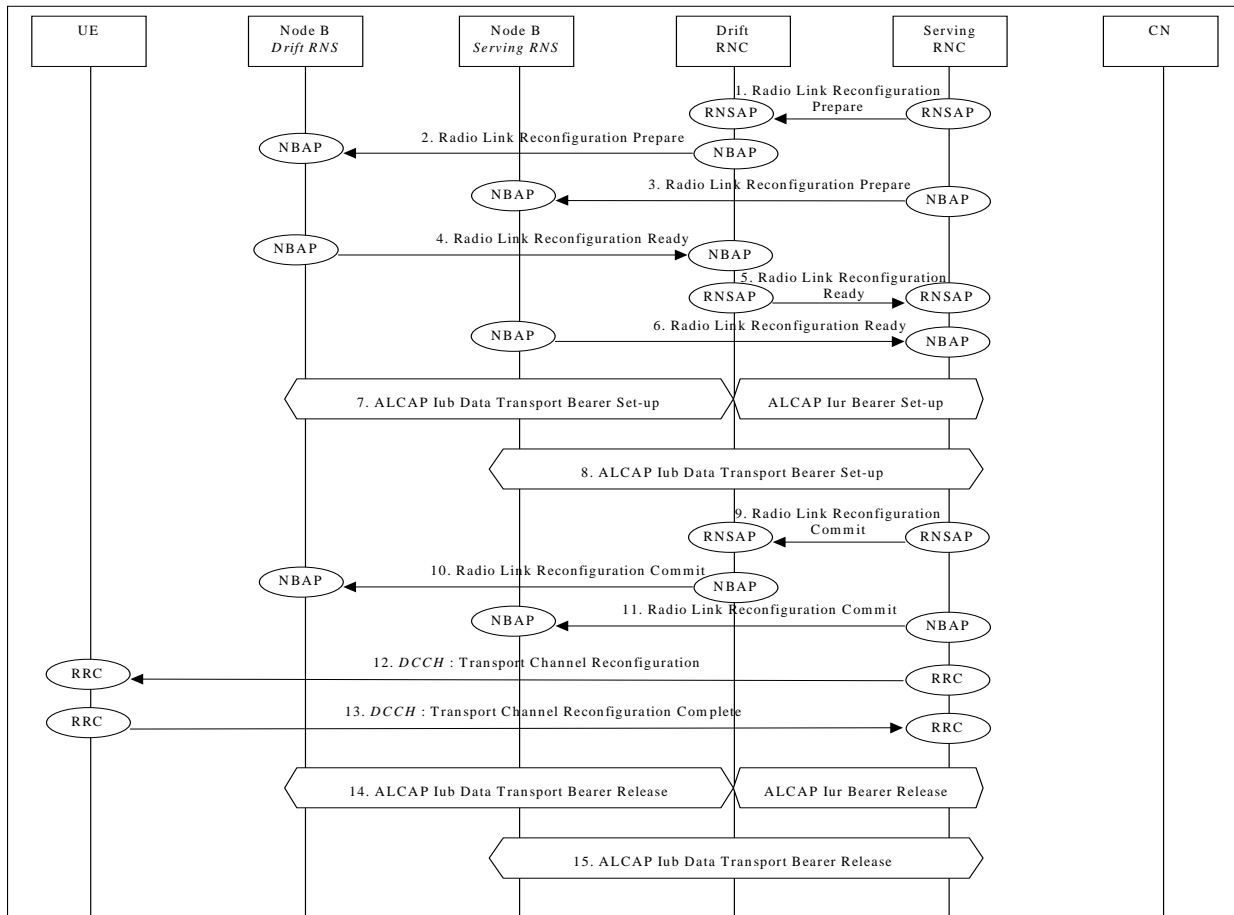 UE
Node B
Drift RNS
Node B
Serving RNS
Drift
RNC
Serving
RNC
CN
1. Radio Link Reconfiguration
Prepare
RNSAP
RNSAP
2. Radio Link Reconfiguration Prepare
NBAP
NBAP
3. Radio Link Reconfiguration Prepare
NBAP
NBAP
4. Radio Link Reconfiguration Ready
NBAP
NBAP
5. Radio Link Reconfiguration
Ready
RNSAP
RNSAP
6. Radio Link Reconfiguration Ready
NBAP
NBAP
7. ALCAP Iub Data Transport Bearer Set-up
ALCAP Iur Bearer Set-up
8. ALCAP Iub Data Transport Bearer Set-up
9. Radio Link Reconfiguration
Commit
RNSAP
RNSAP
10. Radio Link Reconfiguration Commit
NBAP
NBAP
11. Radio Link Reconfiguration Commit
NBAP
NBAP
12. DCCH : Transport Channel Reconfiguration
RRC
RRC
13. DCCH : Transport Channel Reconfiguration Complete
RRC
RRC
14. ALCAP Iub Data Transport Bearer Release
ALCAP Iur Bearer Release
15. ALCAP Iub Data Transport Bearer Release